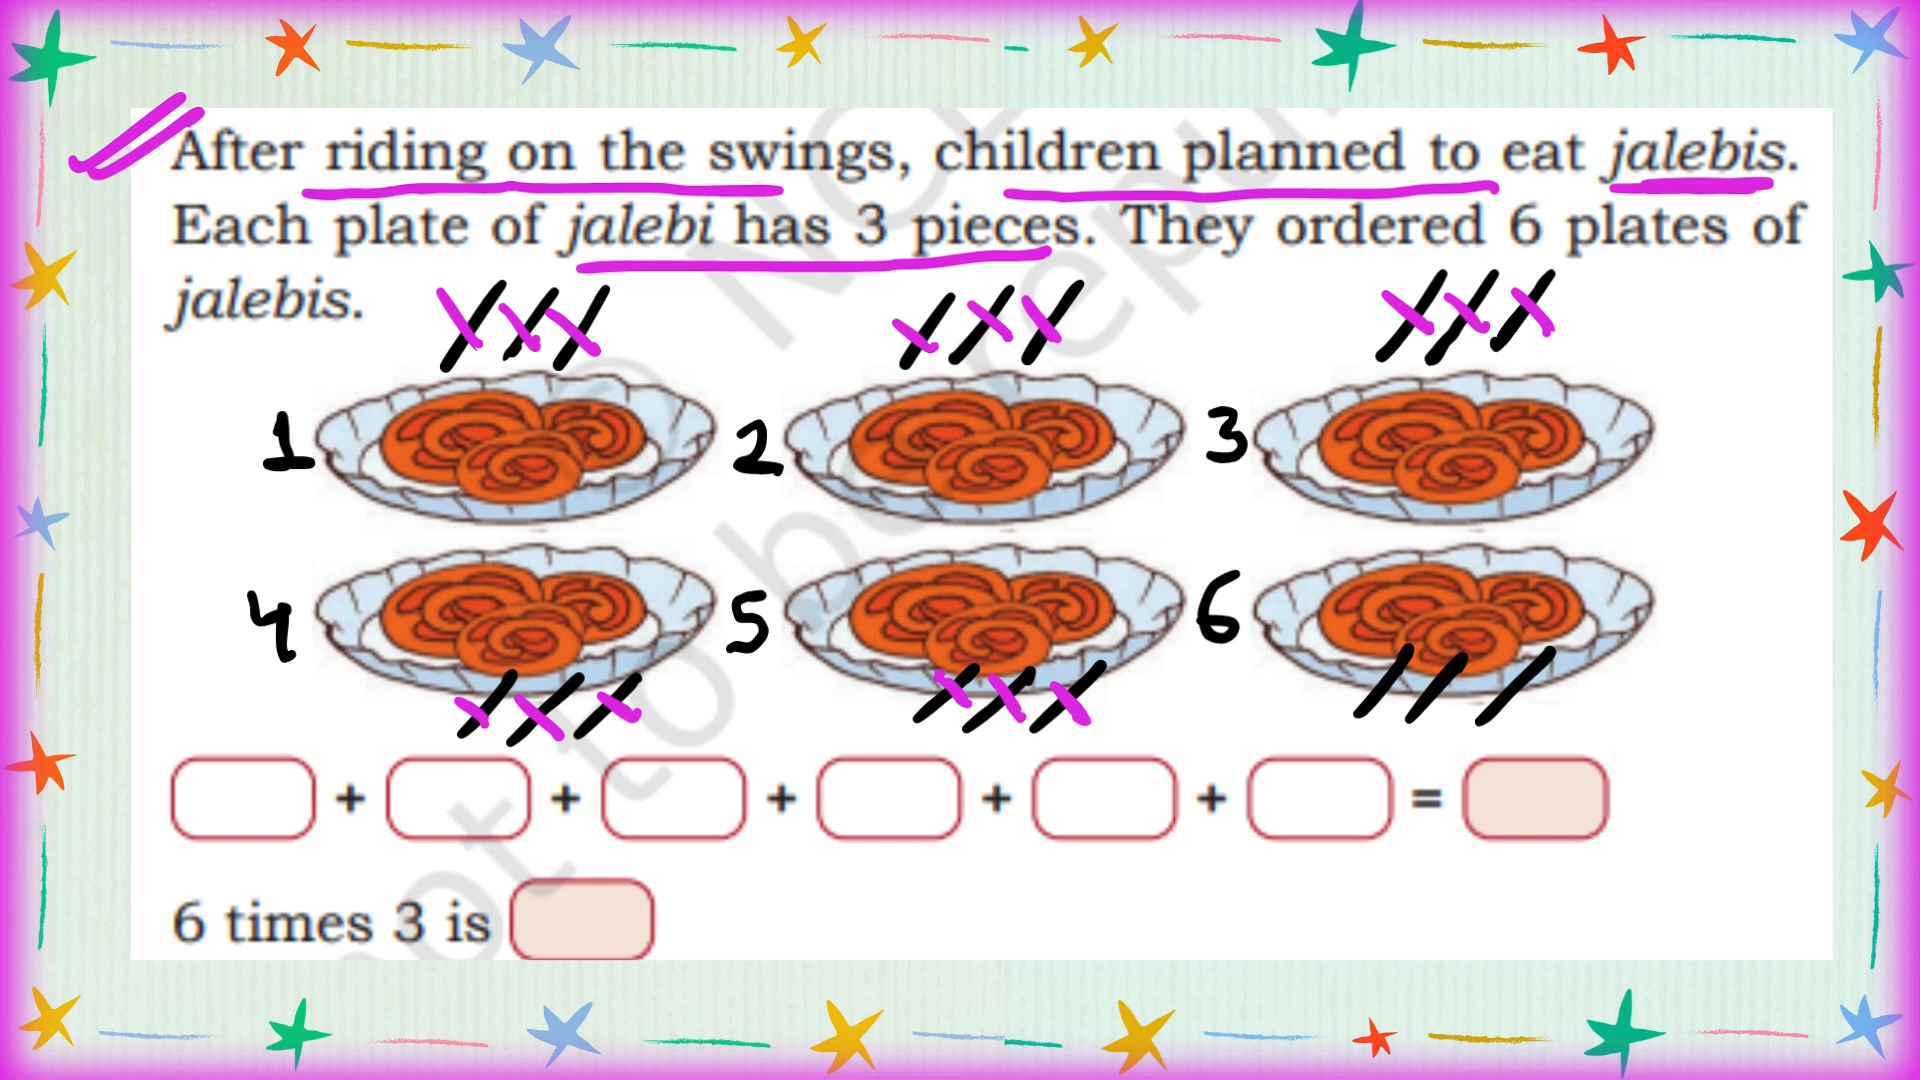 After riding on the swings, children planned to eat jalebis.
Each plate of jalebi has 3 pieces. They ordered 6 plates of
jalebis.
1 2 3
4 5 6
+ + + + + =
6 times 3 is